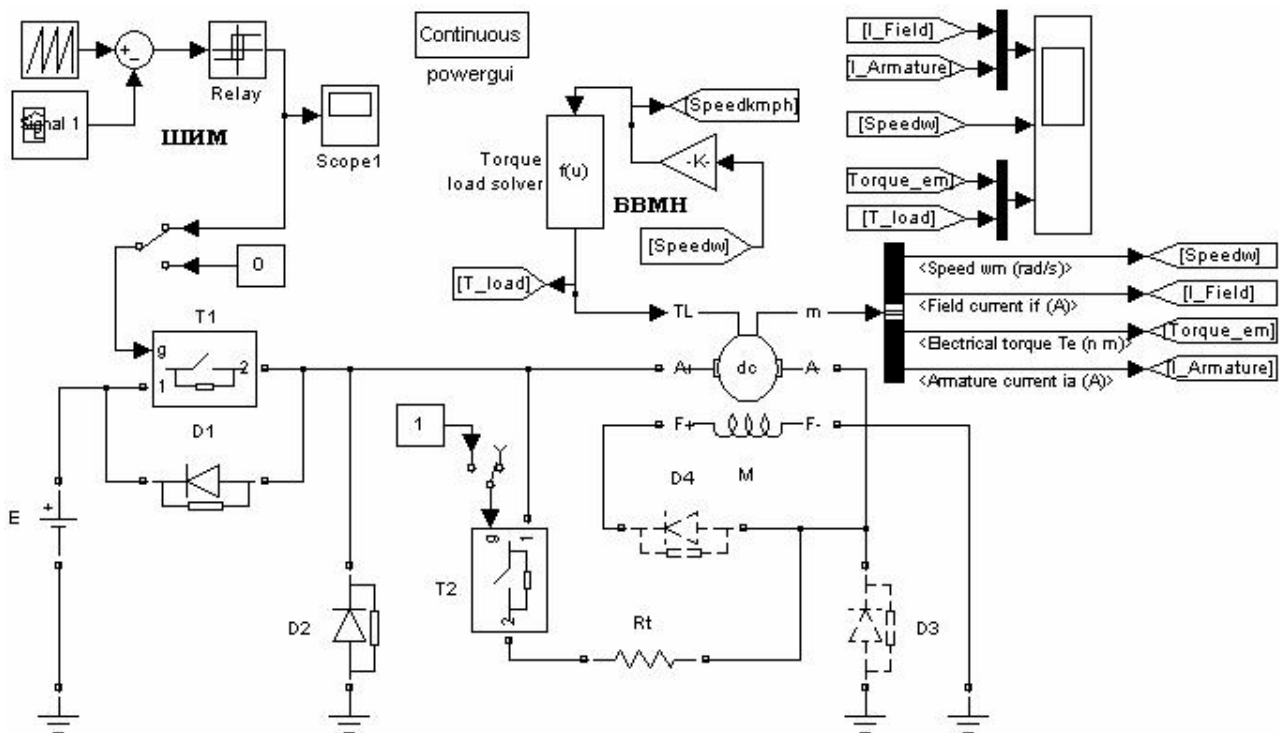 Continuous
powergui
[I_Field]
[I_Armature]
[Speedw]
Torque_em]
[T_load]
Relay
Signal 1
ШИМ
Scope1
[Speedkmph]
Torque
load solver
f(u)
-K-
БВМН
[Speedw]
[T_load]
0
<Speed wm (rad/s)>
[Speedw]
<Field current if (A)>
[I_Field]
<Electrical torque Te (n m)>
[Torque_em]
<Armature current ia (A)>
[I_Armature]
TL
m
T1
g
1
2
A+
dc
A-
D1
1
F+
F-
M
D4
E
+
g
1
T2
2
D2
Rt
D3